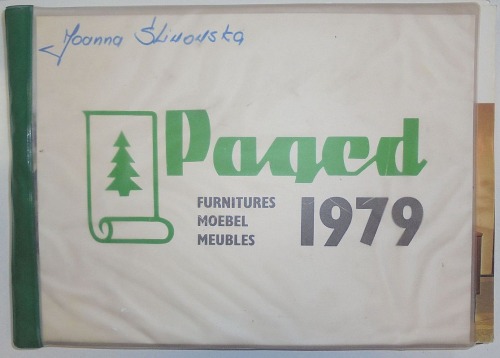 Joanna Śliwowska
Paged
FURNITURES
MOEBEL
MEUBLES
1979